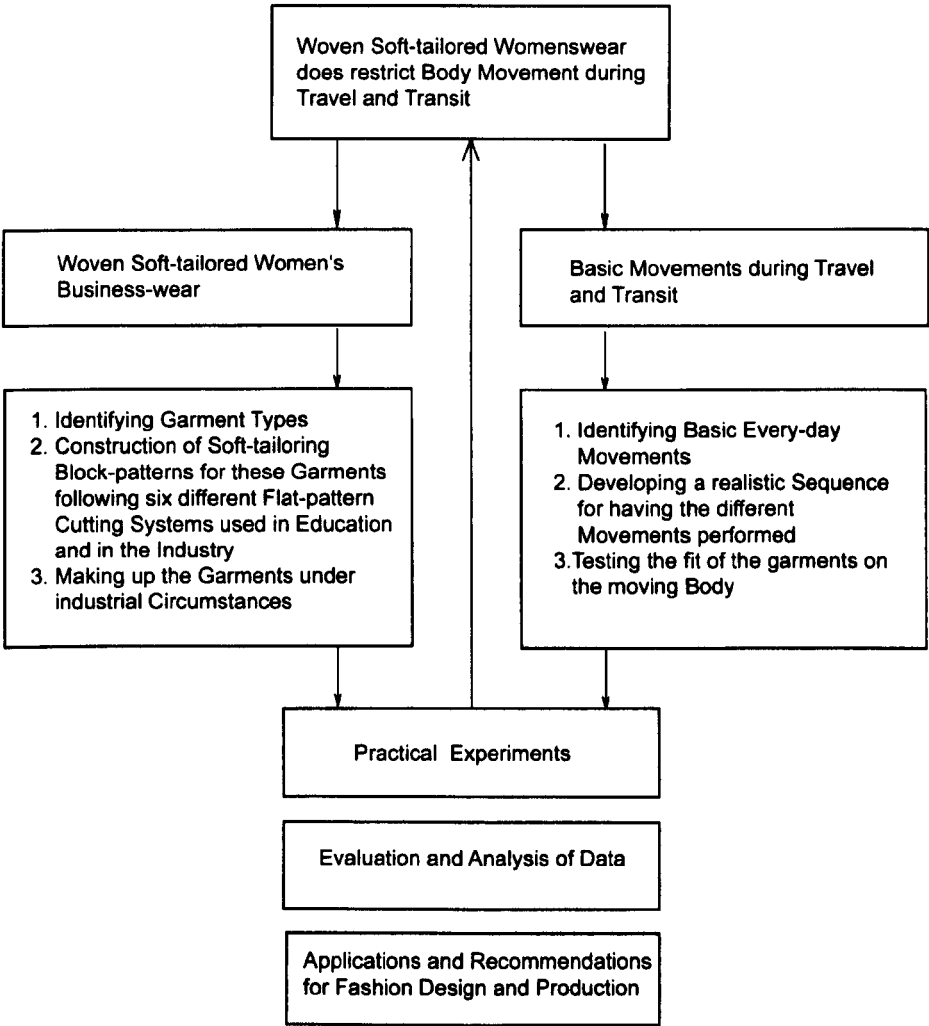 Woven Soft-tailored Womenswear
does restrict Body Movement during
Travel and Transit
Woven Soft-tailored Women's
Business-wear
Basic Movements during Travel
and Transit
1. Identifying Garment Types
2. Construction of Soft-tailoring
Block-patterns for these Garments
following six different Flat-pattern
Cutting Systems used in Education
and in the Industry
3. Making up the Garments under
industrial Circumstances
1. Identifying Basic Every-day
Movements
2. Developing a realistic Sequence
for having the different
Movements performed
3.Testing the fit of the garments on
the moving Body
Practical Experiments
Evaluation and Analysis of Data
Applications and Recommendations
for Fashion Design and Production